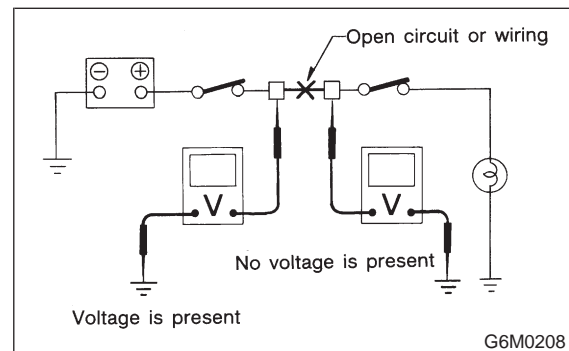 Open circuit or wiring
− +
V V
No voltage is present
Voltage is present
G6M0208